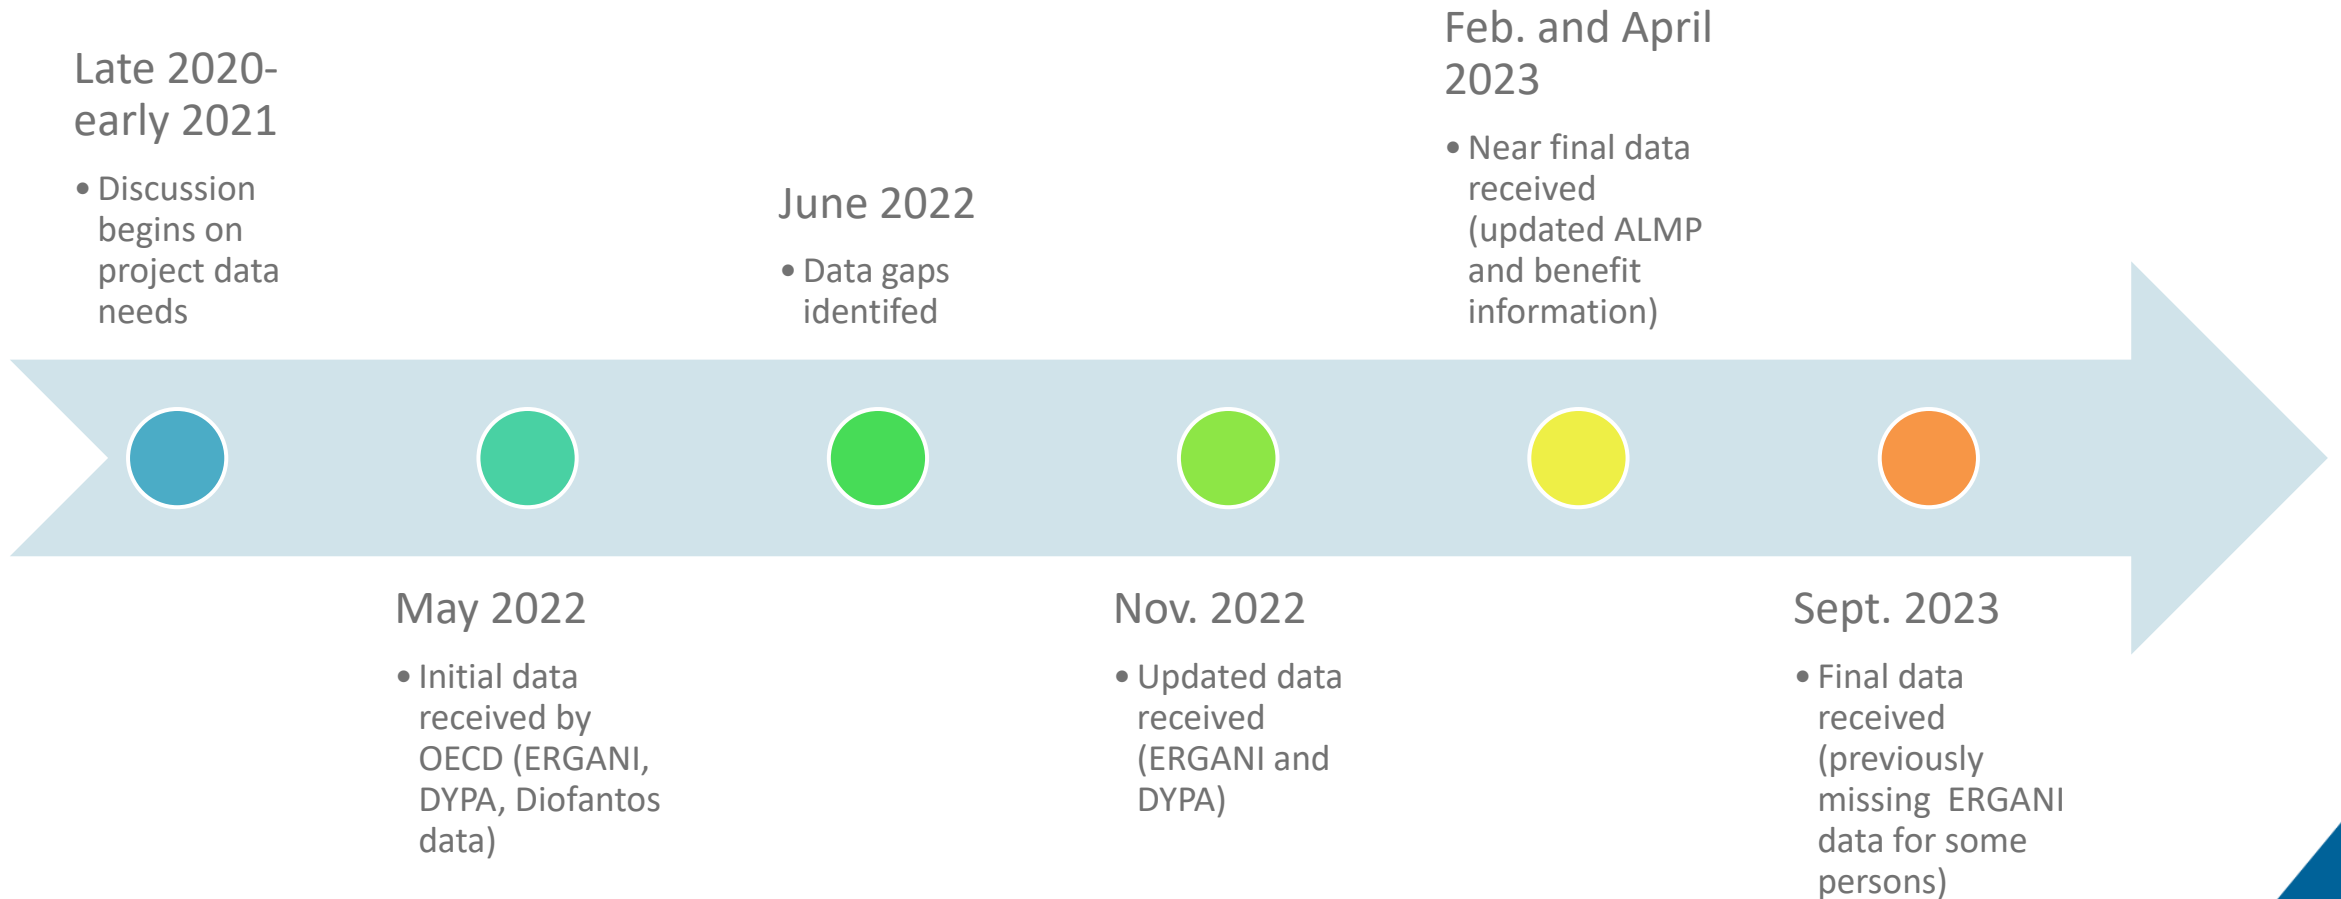 Late 2020-
early 2021
• Discussion
begins on
project data
needs
May 2022
• Initial data
received by
OECD (ERGANI,
DYPA, Diofantos
data)
June 2022
• Data gaps
identifed
Nov. 2022
• Updated data
received
(ERGANI and
DYPA)
Feb. and April
2023
• Near final data
received
(updated ALMP
and benefit
information)
Sept. 2023
• Final data
received
(previously
missing  ERGANI
data for some
persons)